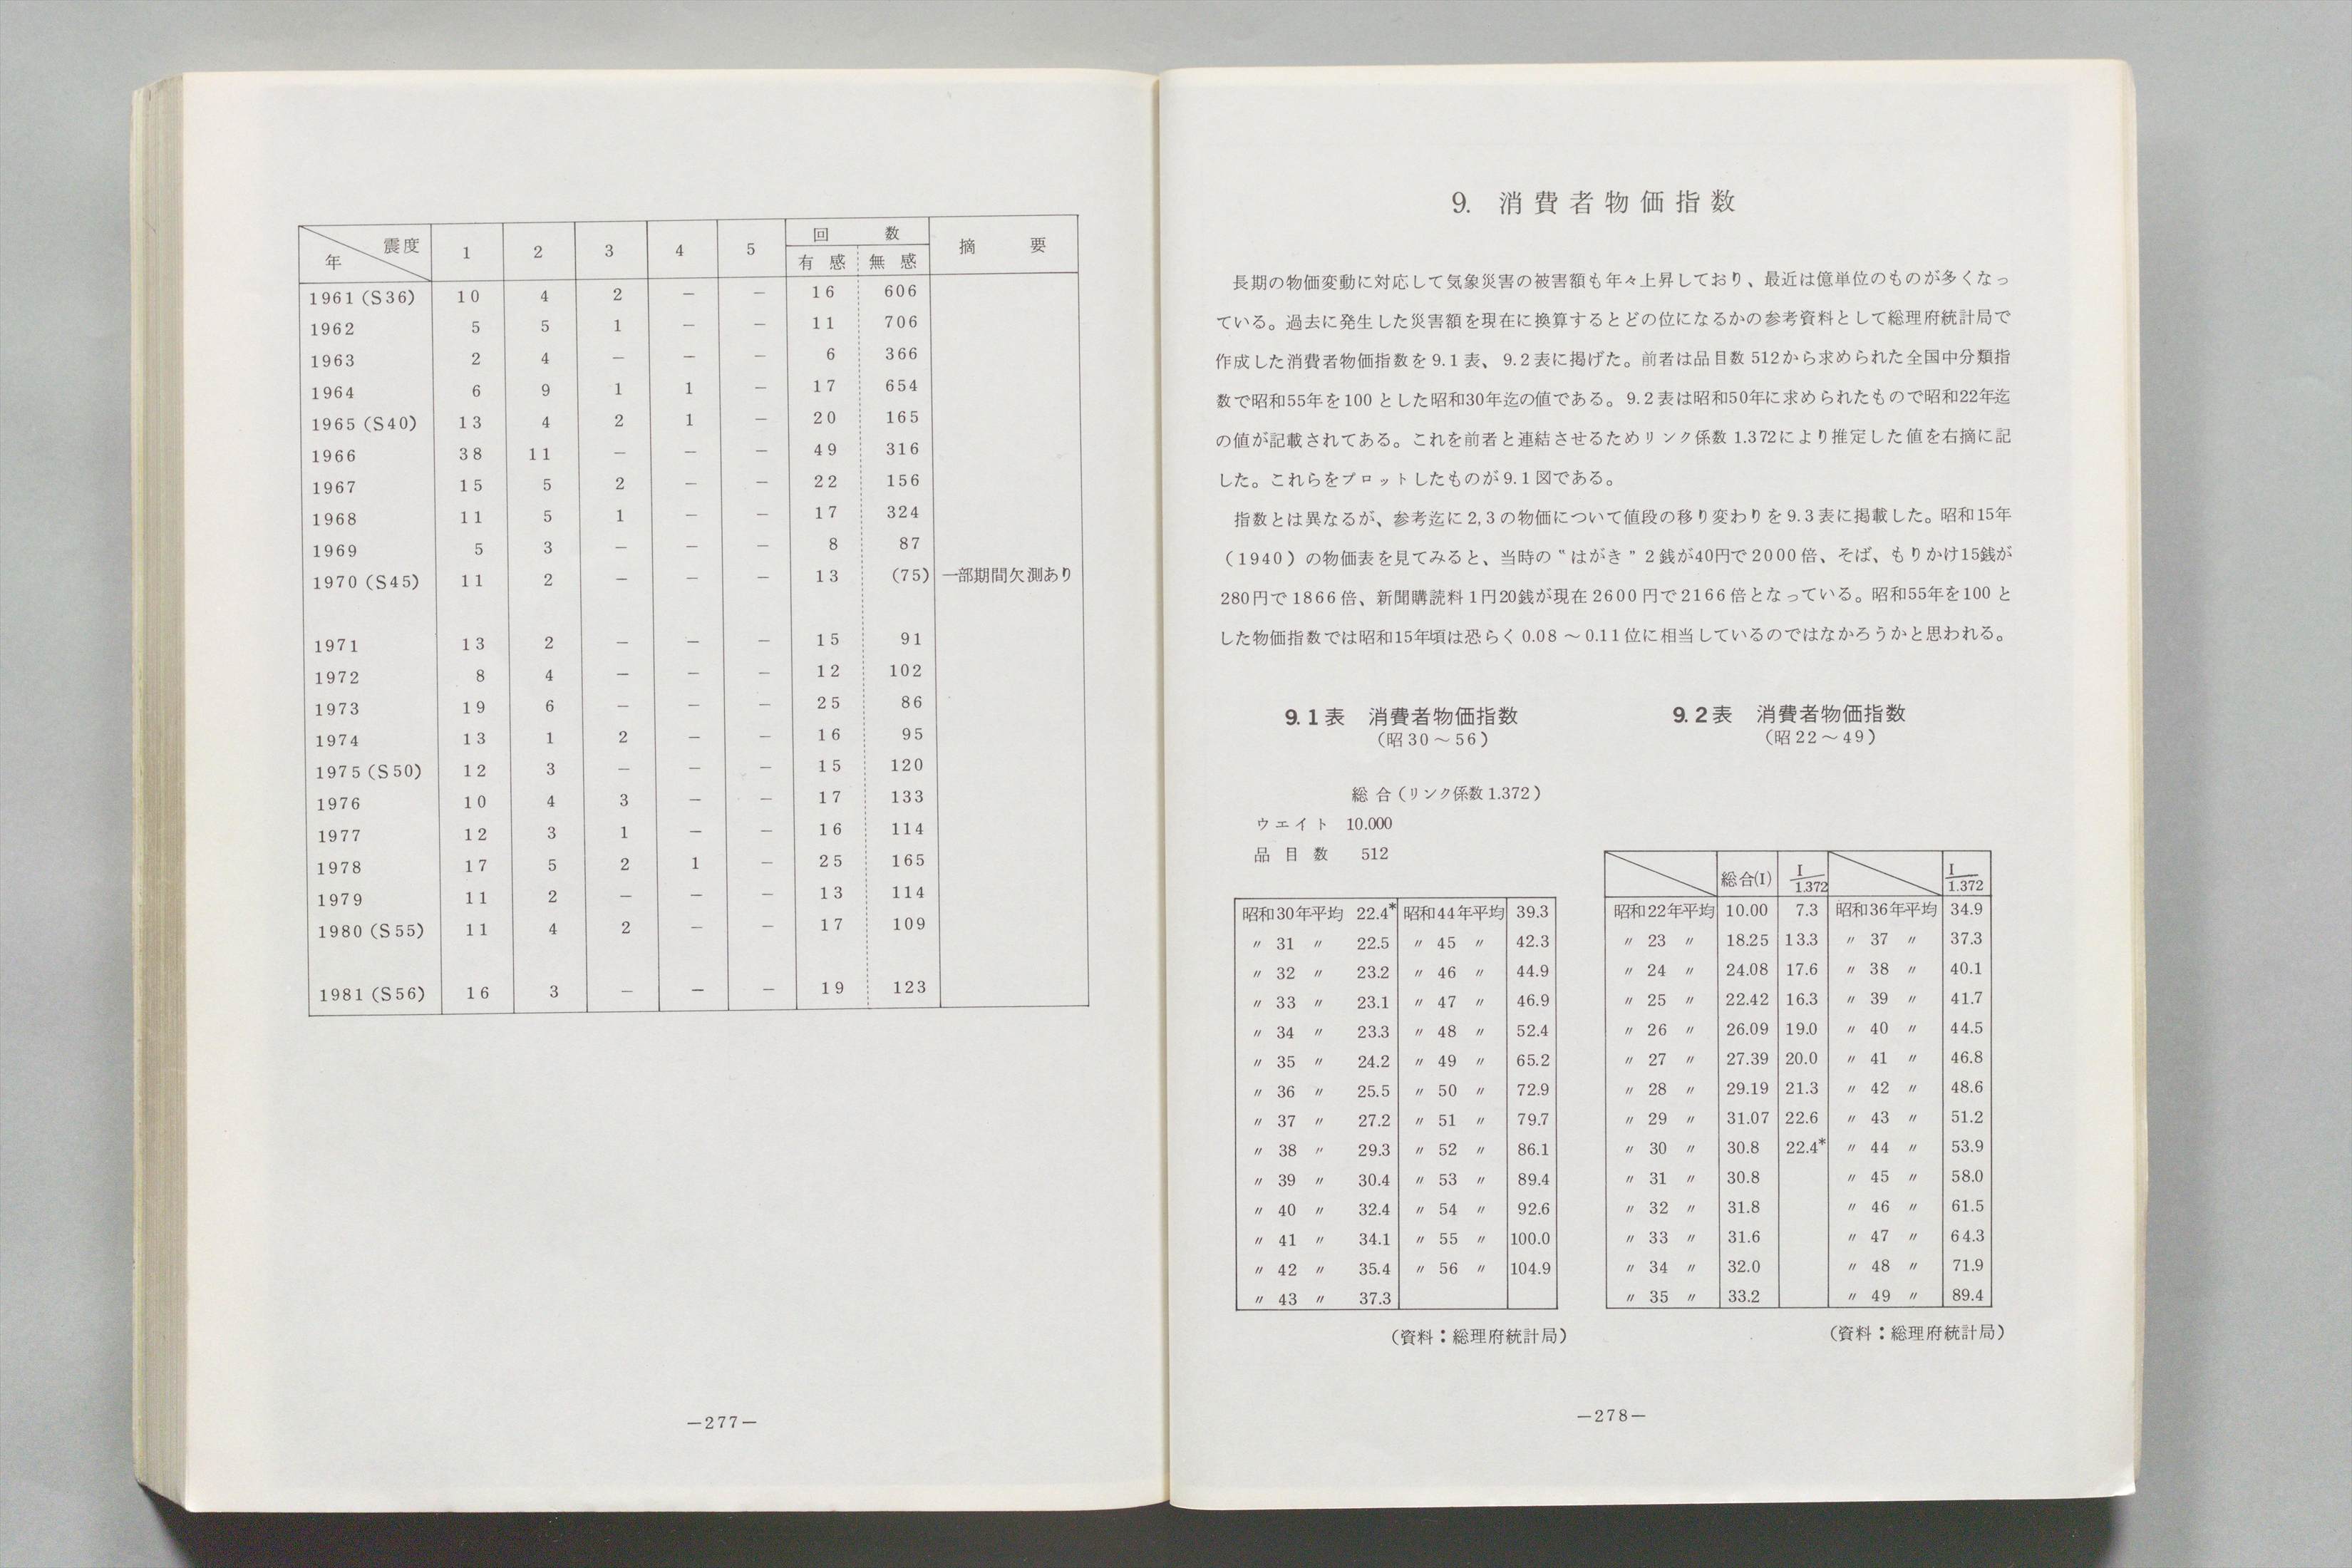 年 震度 1 2 3 4 5 回数 摘要
有感 無感
1961(S36) 10 4 2 － － 16 606
1962 5 5 1 － － 11 706
1963 2 4 － － － 6 366
1964 6 9 1 1 － 17 654
1965(S40) 13 4 2 1 － 20 165
1966 38 11 － － － 49 316
1967 15 5 2 － － 22 156
1968 11 5 1 － － 17 324
1969 5 3 － － － 8 87
1970(S45) 11 2 － － － 13 (75) 一部期間欠測あり
1971 13 2 － － － 15 91
1972 8 4 － － － 12 102
1973 19 6 － － － 25 86
1974 13 1 2 － － 16 95
1975(S50) 12 3 － － － 15 120
1976 10 4 3 － － 17 133
1977 12 3 1 － － 16 114
1978 17 5 2 1 － 25 165
1979 11 2 － － － 13 114
1980(S55) 11 4 2 － － 17 109
1981(S56) 16 3 － － － 19 123
－277－
9. 消費者物価指数
長期の物価変動に対応して気象災害の被害額も年々上昇しており、最近は億単位のものが多くなっ
ている。過去に発生した災害額を現在に換算するとどの位になるかの参考資料として総理府統計局で
作成した消費者物価指数を9.1表、9.2表に掲げた。前者は品目数512から求められた全国中分類指
数で昭和55年を100とした昭和30年迄の値である。9.2表は昭和50年に求められたもので昭和22年迄
の値が記載されてある。これを前者と連結させるためリンク係数1.372により推定した値を右摘に記
した。これらをプロットしたものが9.1図である。
指数とは異なるが、参考迄に2,3の物価について値段の移り変わりを9.3表に掲載した。昭和15年
（1940）の物価表を見てみると、当時の〝はがき〟2銭が40円で2000倍、そば、もりかけ15銭が
280円で1866倍、新聞購読料1円20銭が現在2600円で2166倍となっている。昭和55年を100と
した物価指数では昭和15年頃は恐らく0.08～0.11位に相当しているのではなかろうかと思われる。
9.1表 消費者物価指数
（昭30～56）
総合（リンク係数1.372）
ウエイト 10.000
品目数 512
昭和30年平均 22.4* 昭和44年平均 39.3
〃 31 〃 22.5 〃 45 〃 42.3
〃 32 〃 23.2 〃 46 〃 44.9
〃 33 〃 23.1 〃 47 〃 46.9
〃 34 〃 23.3 〃 48 〃 52.4
〃 35 〃 24.2 〃 49 〃 65.2
〃 36 〃 25.5 〃 50 〃 72.9
〃 37 〃 27.2 〃 51 〃 79.7
〃 38 〃 29.3 〃 52 〃 86.1
〃 39 〃 30.4 〃 53 〃 89.4
〃 40 〃 32.4 〃 54 〃 92.6
〃 41 〃 34.1 〃 55 〃 100.0
〃 42 〃 35.4 〃 56 〃 104.9
〃 43 〃 37.3
（資料：総理府統計局）
9.2表 消費者物価指数
（昭22～49）
総合(I) I/1.372 I/1.372
昭和22年平均 10.00 7.3 昭和36年平均 34.9
〃 23 〃 18.25 13.3 〃 37 〃 37.3
〃 24 〃 24.08 17.6 〃 38 〃 40.1
〃 25 〃 22.42 16.3 〃 39 〃 41.7
〃 26 〃 26.09 19.0 〃 40 〃 44.5
〃 27 〃 27.39 20.0 〃 41 〃 46.8
〃 28 〃 29.19 21.3 〃 42 〃 48.6
〃 29 〃 31.07 22.6 〃 43 〃 51.2
〃 30 〃 30.8 22.4* 〃 44 〃 53.9
〃 31 〃 30.8 〃 45 〃 58.0
〃 32 〃 31.8 〃 46 〃 61.5
〃 33 〃 31.6 〃 47 〃 64.3
〃 34 〃 32.0 〃 48 〃 71.9
〃 35 〃 33.2 〃 49 〃 89.4
（資料：総理府統計局）
－278－